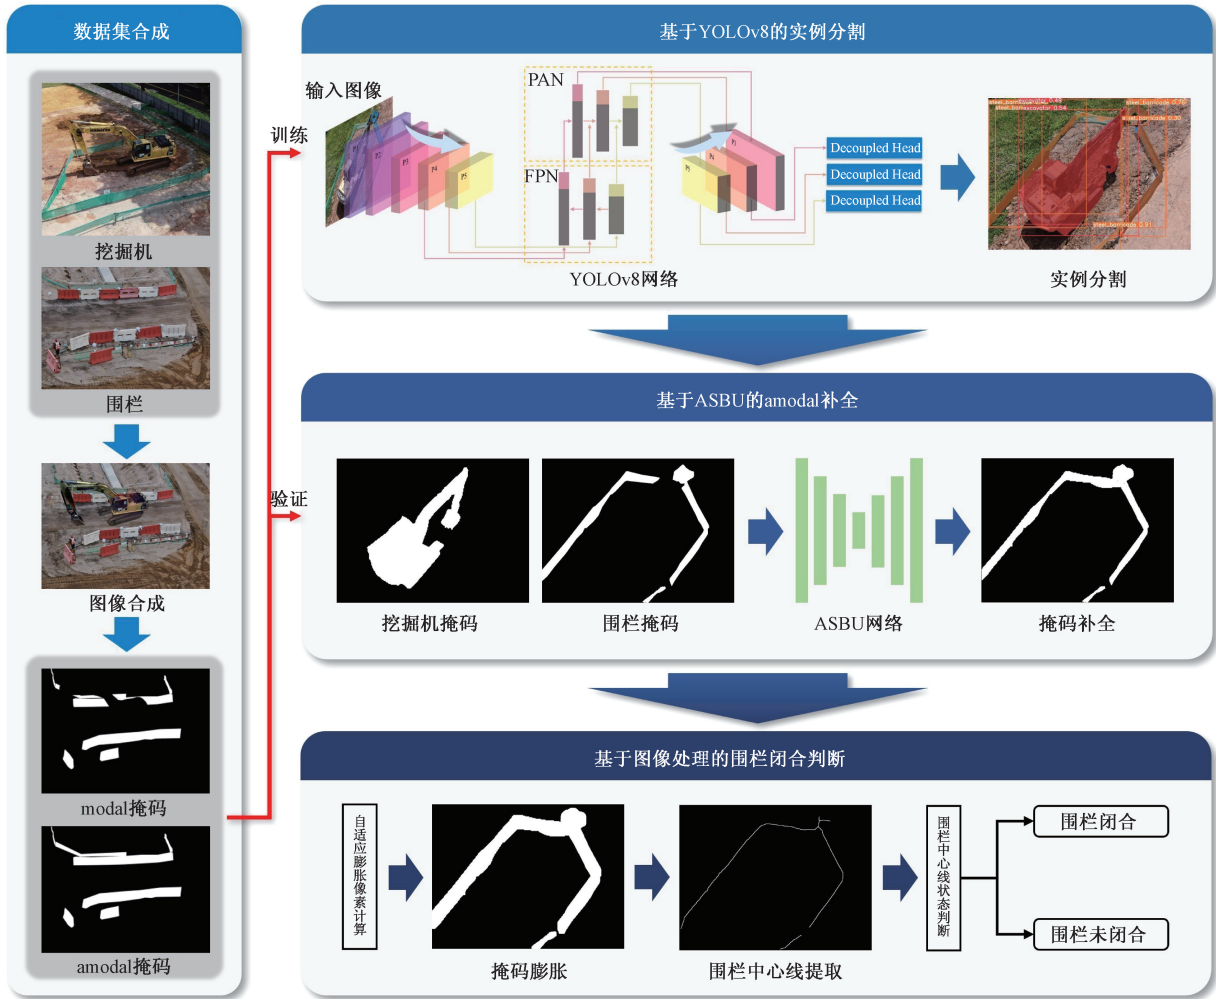 数据集合成
挖掘机
围栏
图像合成
modal掩码
amodal掩码
训练
验证
基于YOLOv8的实例分割
输入图像
P1
P2
P3
P4
P5
PAN
FPN
YOLOv8网络
Decoupled Head
Decoupled Head
Decoupled Head
实例分割
基于ASBU的amodal补全
挖掘机掩码
围栏掩码
ASBU网络
掩码补全
基于图像处理的围栏闭合判断
自适应膨胀像素计算
掩码膨胀
围栏中心线提取
围栏中心线状态判断
围栏闭合
围栏未闭合